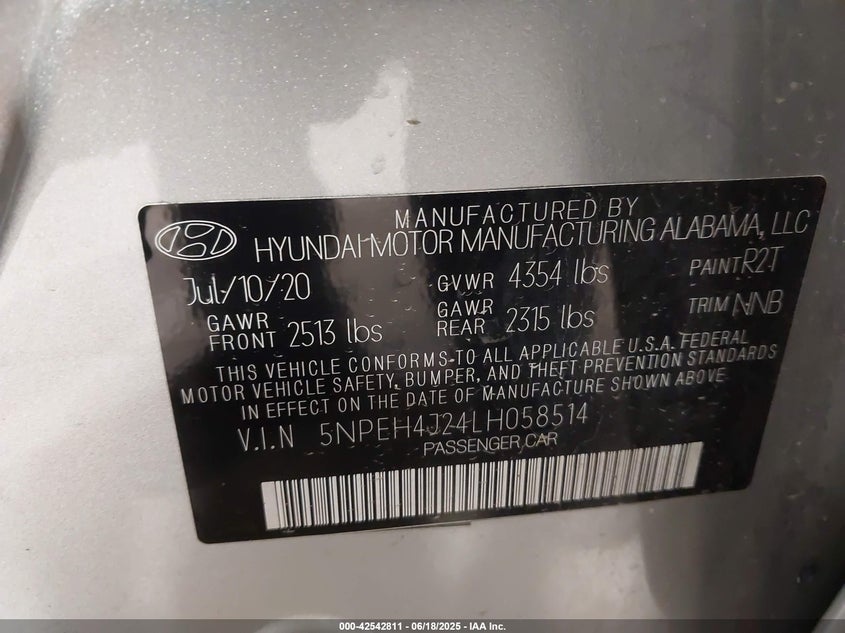 MANUFACTURED BY
HYUNDAI MOTOR MANUFACTURING ALABAMA, LLC
Jul/10/20 GVWR 4354 lbs PAINT R2T
GAWR FRONT 2513 lbs GAWR REAR 2315 lbs TRIM NNB
THIS VEHICLE CONFORMS TO ALL APPLICABLE U.S.A. FEDERAL
MOTOR VEHICLE SAFETY, BUMPER, AND THEFT PREVENTION STANDARDS
IN EFFECT ON THE DATE OF MANUFACTURE SHOWN ABOVE.
V.I.N 5NPEH4J24LH058514
PASSENGER CAR
000-42542811 - 06/18/2025 - IAA Inc.